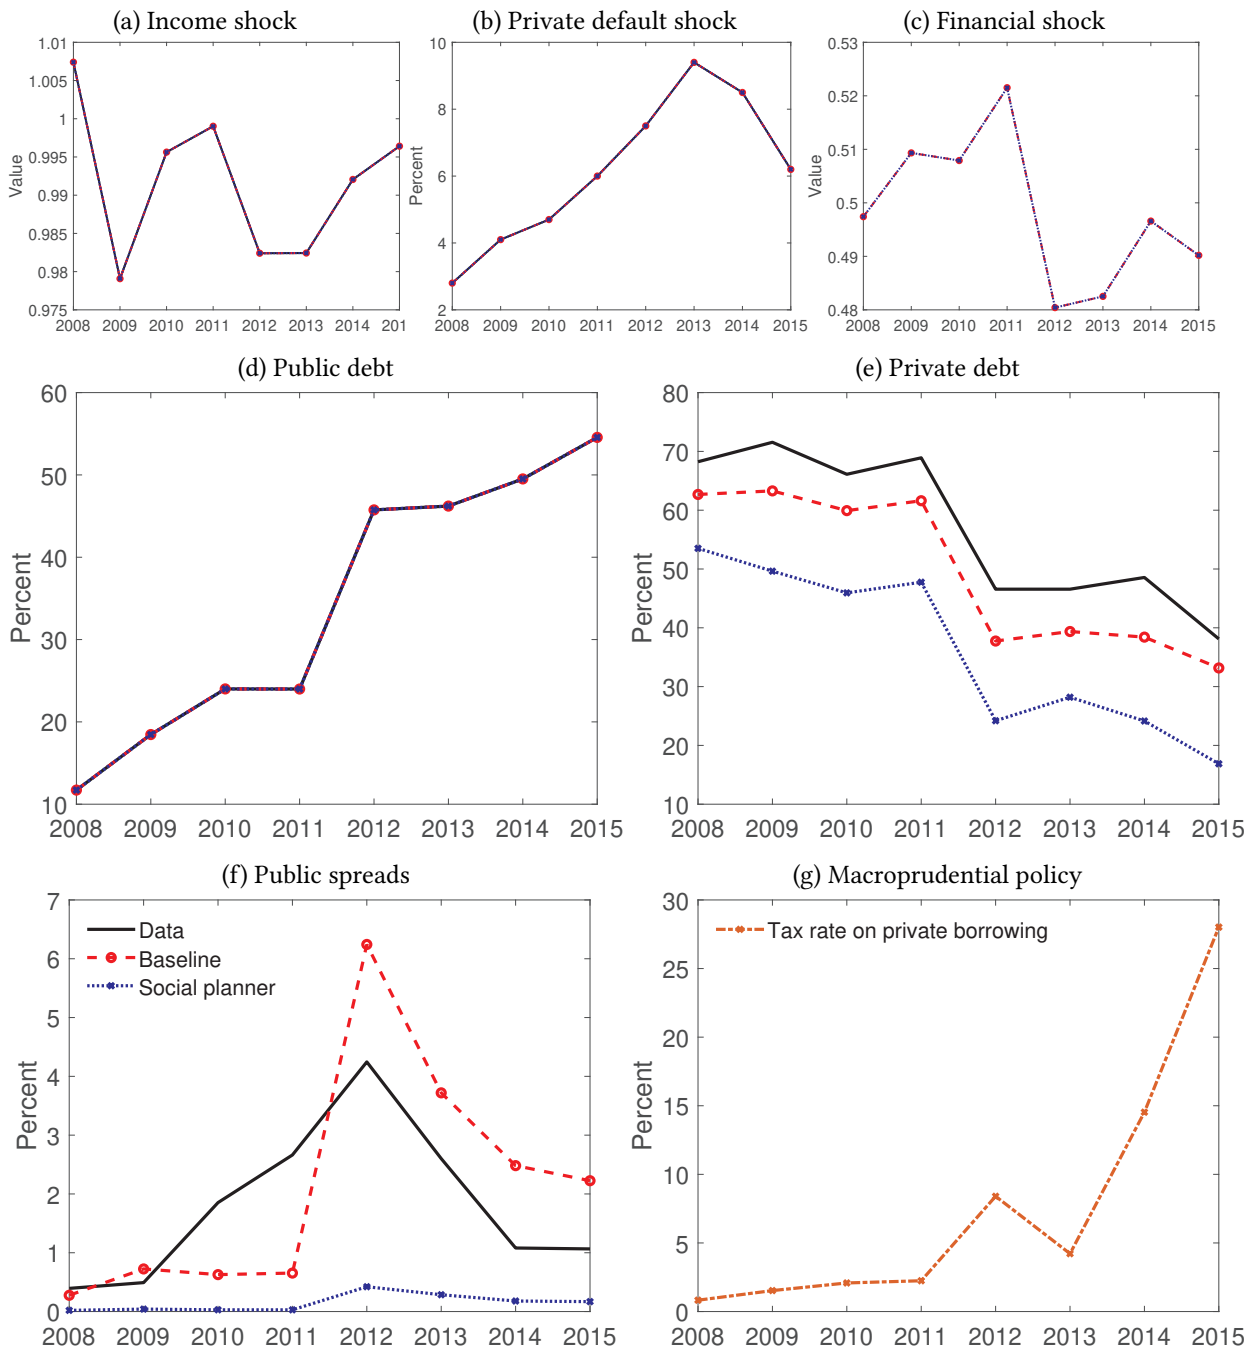 (a) Income shock
(b) Private default shock
(c) Financial shock
1.01
1.005
1
0.995
0.99
0.985
0.98
0.975
Value
2008 2009 2010 2011 2012 2013 2014 201
10
8
6
4
2
Percent
2008 2009 2010 2011 2012 2013 2014 2015
0.53
0.52
0.51
0.5
0.49
0.48
Value
2008 2009 2010 2011 2012 2013 2014 2015
(d) Public debt
(e) Private debt
60
50
40
30
20
10
Percent
2008 2009 2010 2011 2012 2013 2014 2015
80
70
60
50
40
30
20
10
Percent
2008 2009 2010 2011 2012 2013 2014 2015
(f) Public spreads
(g) Macroprudential policy
7
6
5
4
3
2
1
0
Percent
Data
Baseline
Social planner
2008 2009 2010 2011 2012 2013 2014 2015
30
25
20
15
10
5
0
Percent
Tax rate on private borrowing
2008 2009 2010 2011 2012 2013 2014 2015